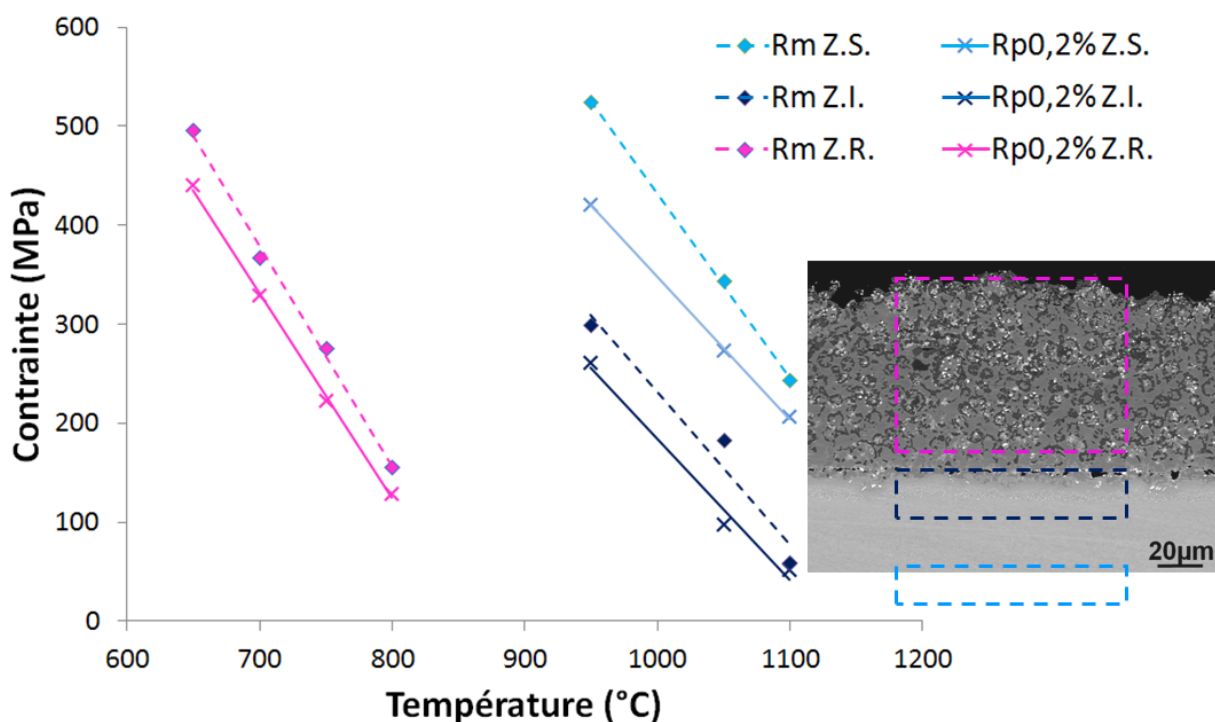 600
500
400
300
200
100
0
Contrainte (MPa)
Rm Z.S.
Rp0,2% Z.S.
Rm Z.I.
Rp0,2% Z.I.
Rm Z.R.
Rp0,2% Z.R.
20µm
600 700 800 900 1000 1100 1200
Température (°C)